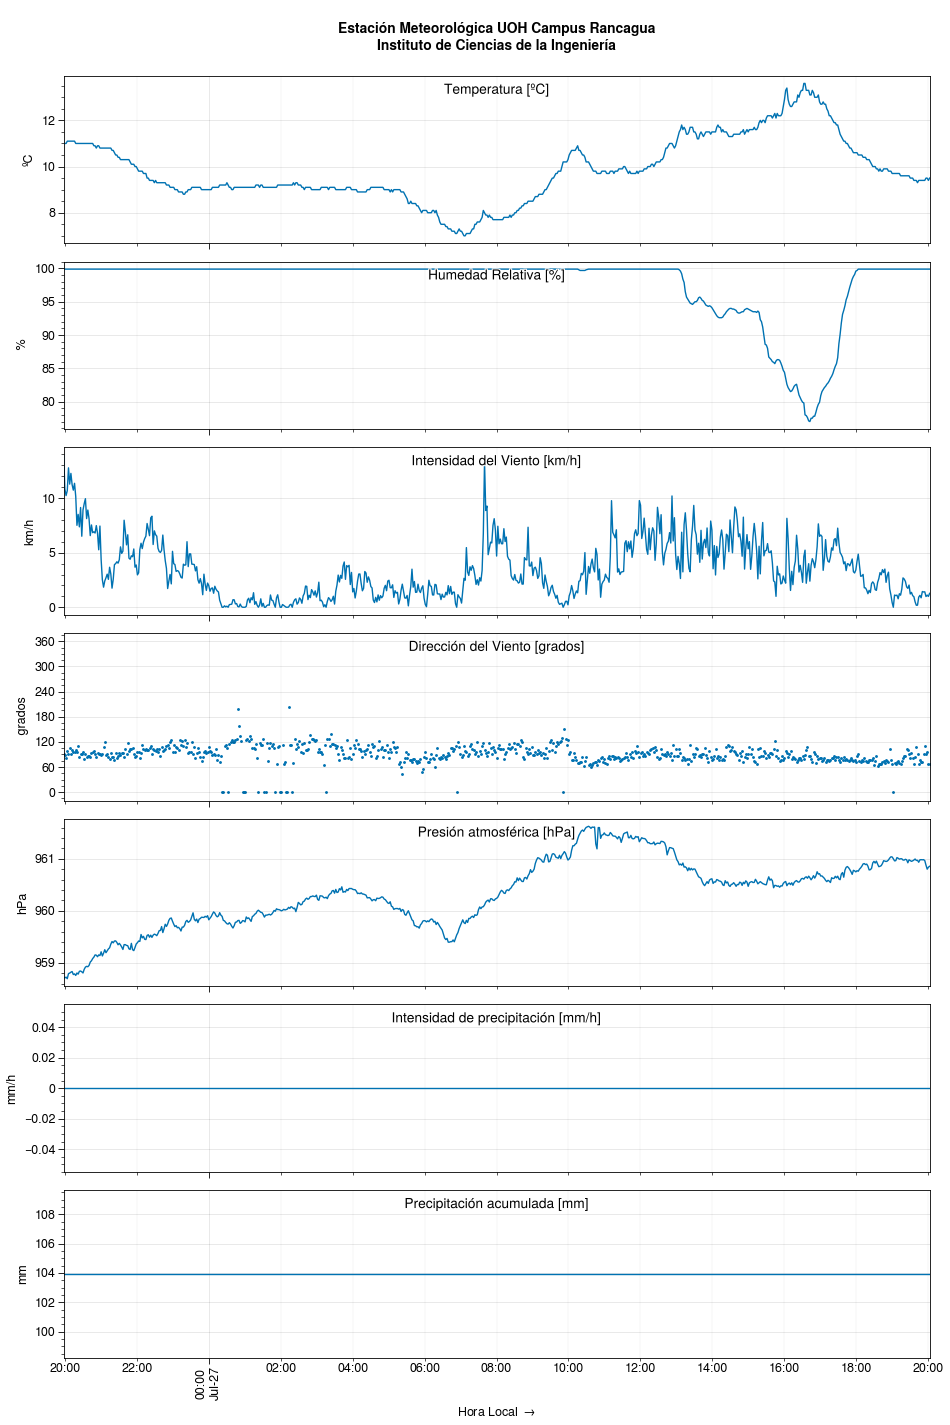 Estación Meteorológica UOH Campus Rancagua
Instituto de Ciencias de la Ingeniería
Temperatura [ºC]
12
10
8
ºC
Humedad Relativa [%]
100
95
90
85
80
%
Intensidad del Viento [km/h]
10
5
0
km/h
Dirección del Viento [grados]
360
300
240
180
120
60
0
grados
Presión atmosférica [hPa]
961
960
959
hPa
Intensidad de precipitación [mm/h]
0.04
0.02
0
−0.02
−0.04
mm/h
Precipitación acumulada [mm]
108
106
104
102
100
mm
20:00 22:00 00:00 02:00 04:00 06:00 08:00 10:00 12:00 14:00 16:00 18:00 20:00
Jul-27
Hora Local →